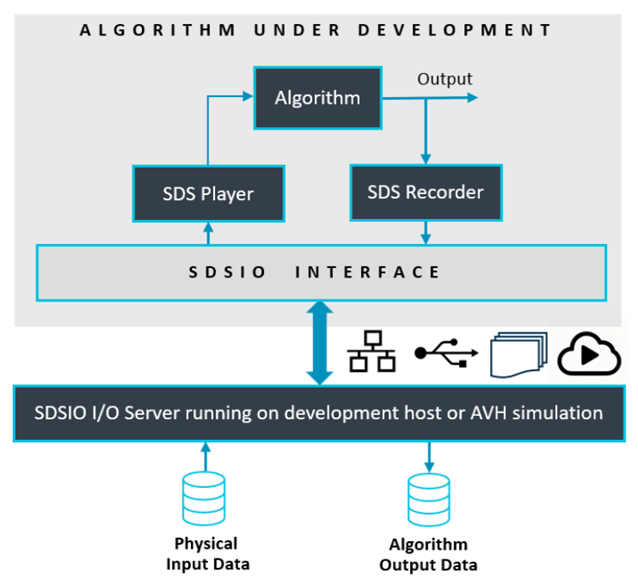 ALGORITHM UNDER DEVELOPMENT
Output
Algorithm
SDS Player
SDS Recorder
SDSIO INTERFACE
SDSIO I/O Server running on development host or AVH simulation
Physical
Input Data
Algorithm
Output Data